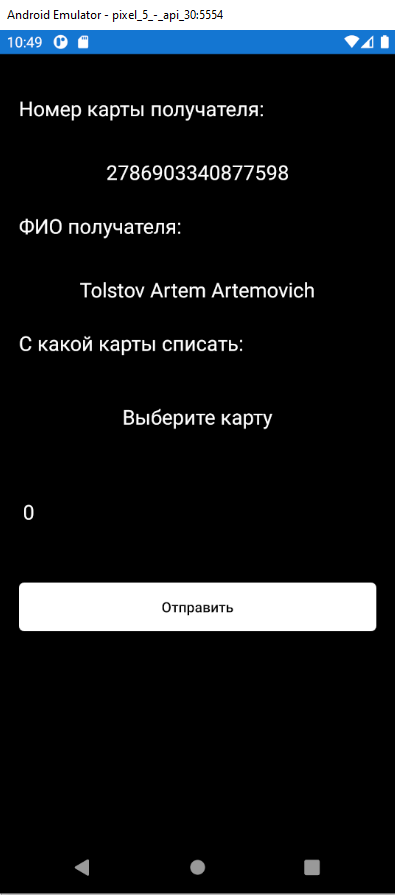 Android Emulator - pixel_5_-_api_30:5554
10:49
Номер карты получателя:
2786903340877598
ФИО получателя:
Tolstov Artem Artemovich
С какой карты списать:
Выберите карту
0
Отправить